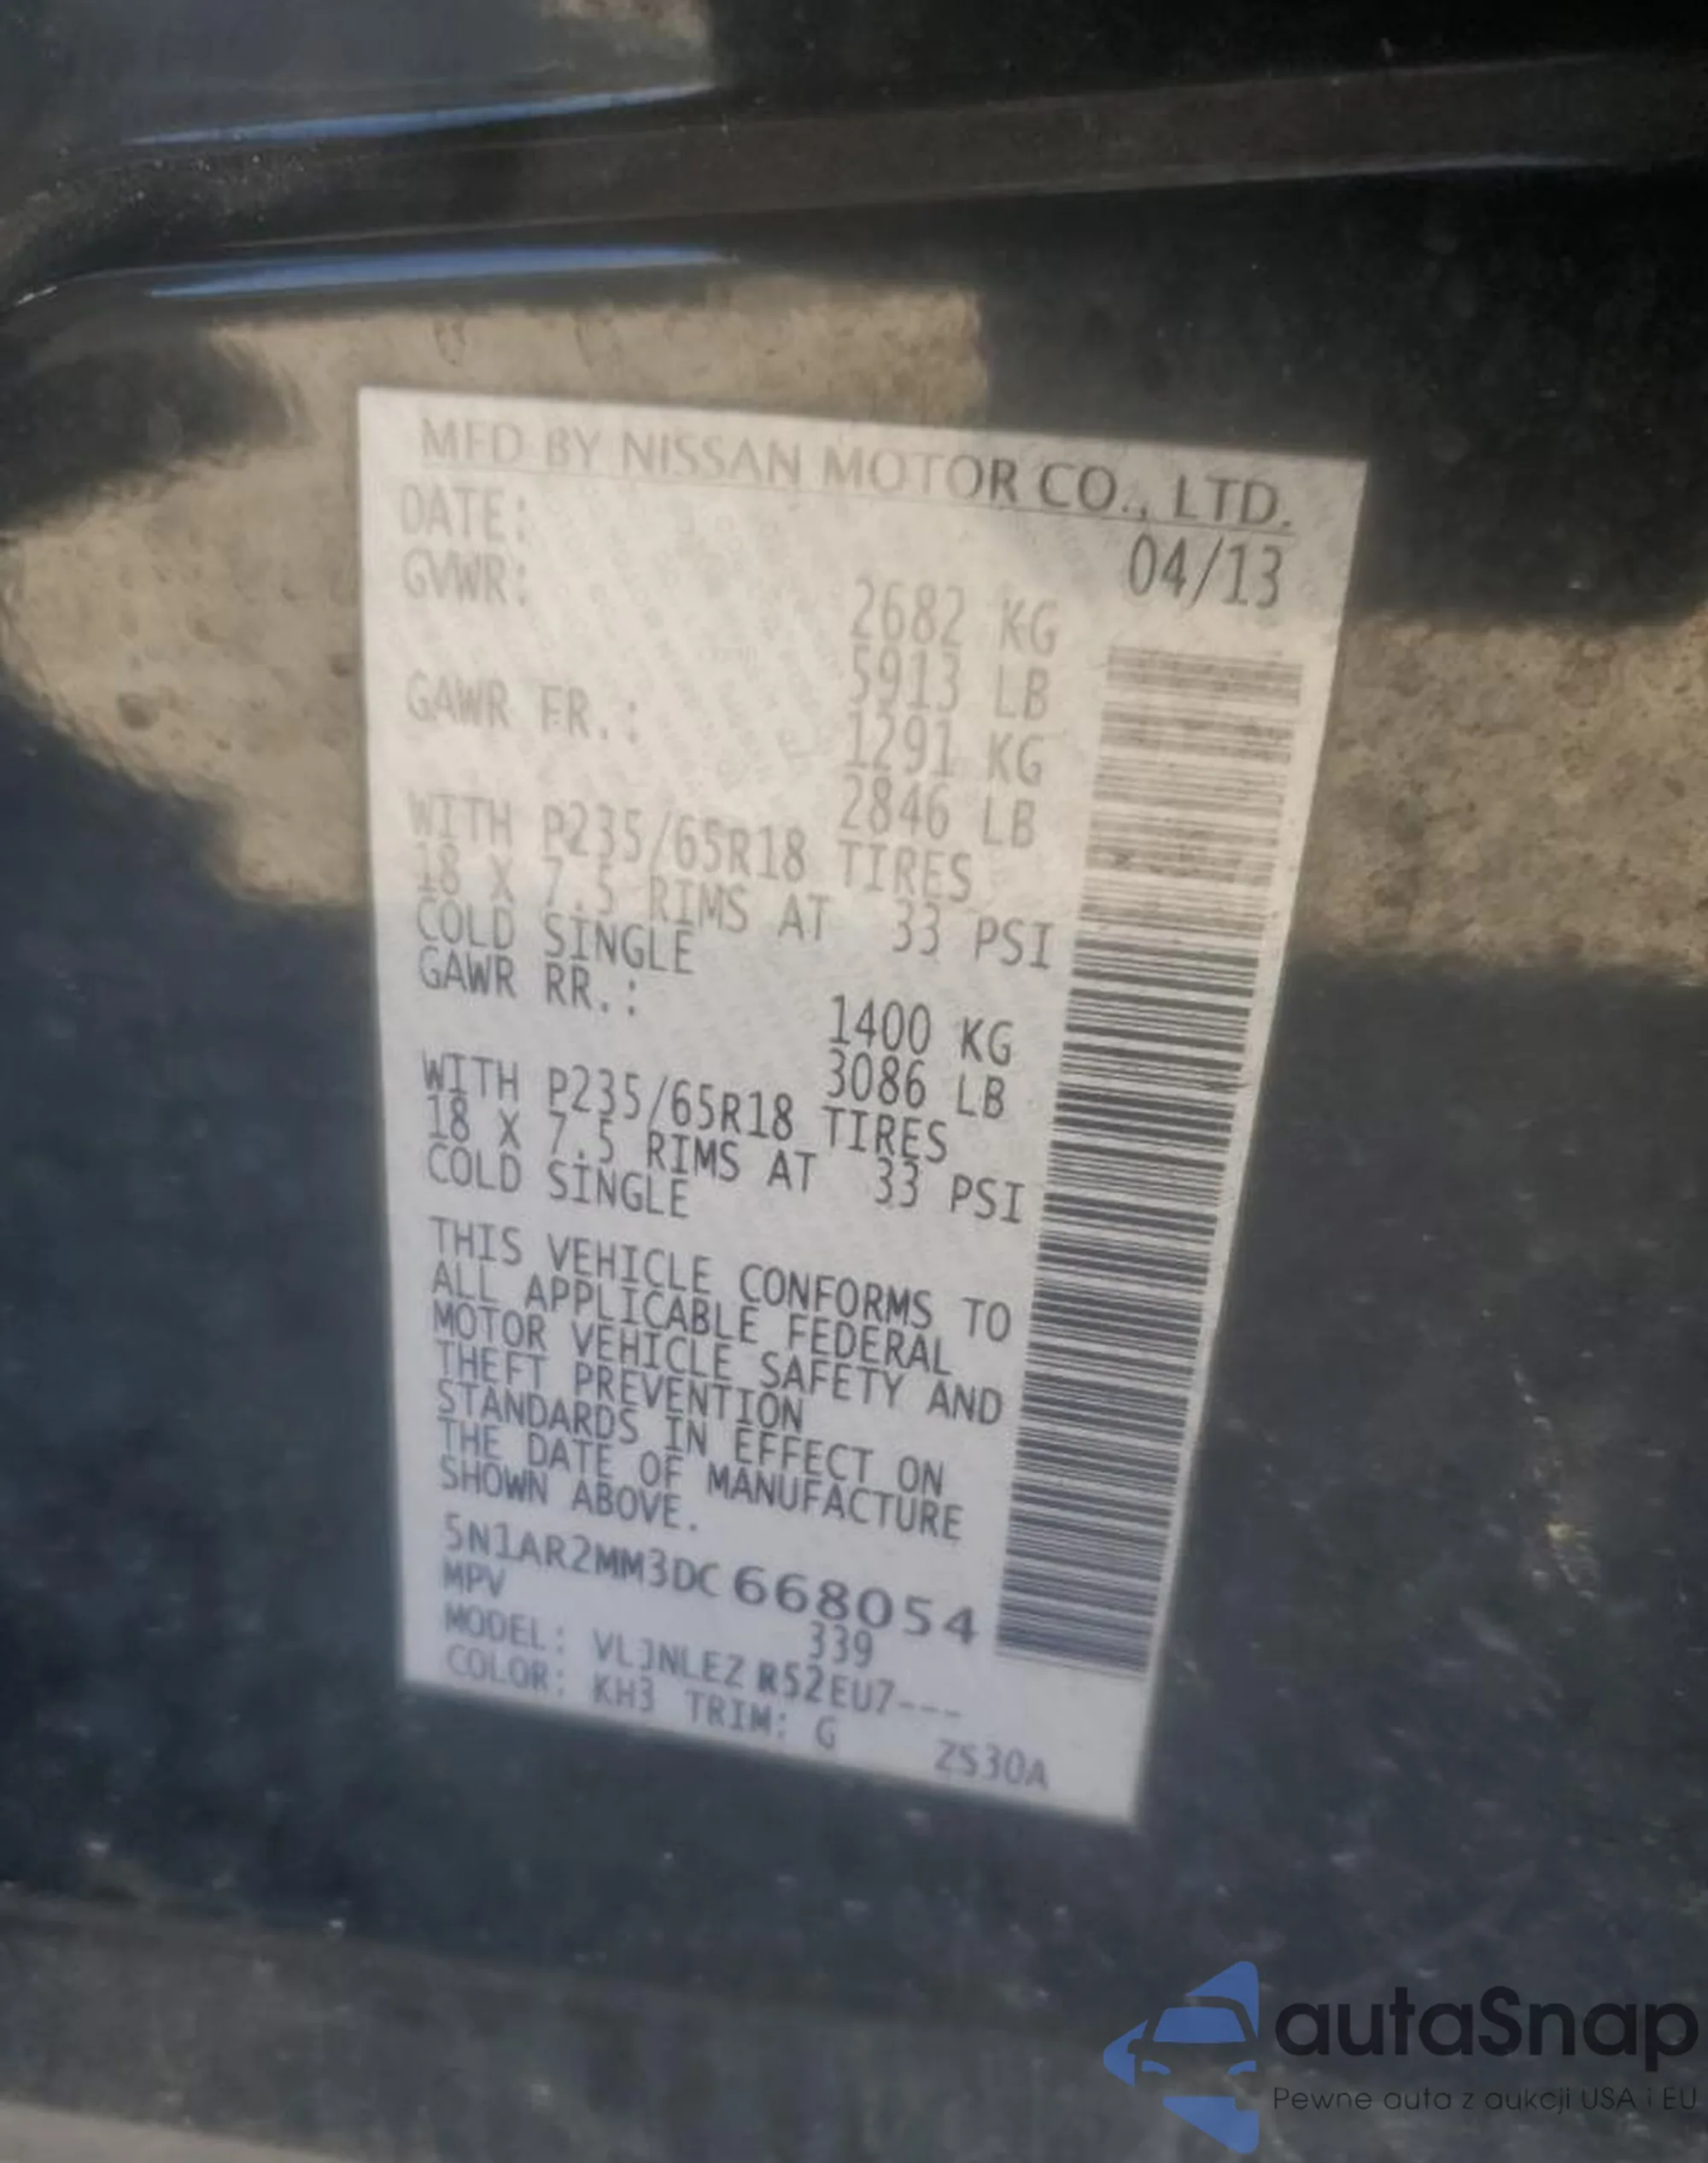 MFD BY NISSAN MOTOR CO., LTD.
DATE: 04/13
GVWR: 2682 KG
5913 LB
GAWR FR.: 1291 KG
2846 LB
WITH P235/65R18 TIRES
18 X 7.5 RIMS AT 33 PSI
COLD SINGLE
GAWR RR.: 1400 KG
3086 LB
WITH P235/65R18 TIRES
18 X 7.5 RIMS AT 33 PSI
COLD SINGLE
THIS VEHICLE CONFORMS TO
ALL APPLICABLE FEDERAL
MOTOR VEHICLE SAFETY AND
THEFT PREVENTION
STANDARDS IN EFFECT ON
THE DATE OF MANUFACTURE
SHOWN ABOVE.
5N1AR2MM3DC668054
MPV 339
MODEL: VLJNLEZ R52EU7---
COLOR: KH3 TRIM: G ZS30A
autaSnap
Pewne auta z aukcji USA i EU